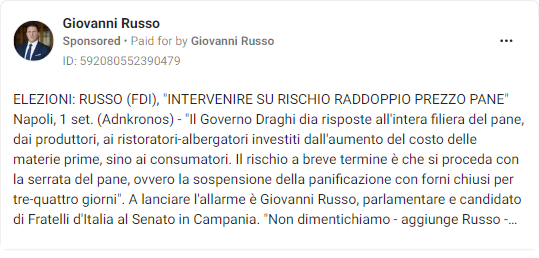 Giovanni Russo
Sponsored • Paid for by Giovanni Russo
ID: 592080552390479
ELEZIONI: RUSSO (FDI), "INTERVENIRE SU RISCHIO RADDOPPIO PREZZO PANE"
Napoli, 1 set. (Adnkronos) - "Il Governo Draghi dia risposte all'intera filiera del pane,
dai produttori, ai ristoratori-albergatori investiti dall'aumento del costo delle
materie prime, sino ai consumatori. Il rischio a breve termine è che si proceda con
la serrata del pane, ovvero la sospensione della panificazione con forni chiusi per
tre-quattro giorni". A lanciare l'allarme è Giovanni Russo, parlamentare e candidato
di Fratelli d'Italia al Senato in Campania. "Non dimentichiamo - aggiunge Russo -...